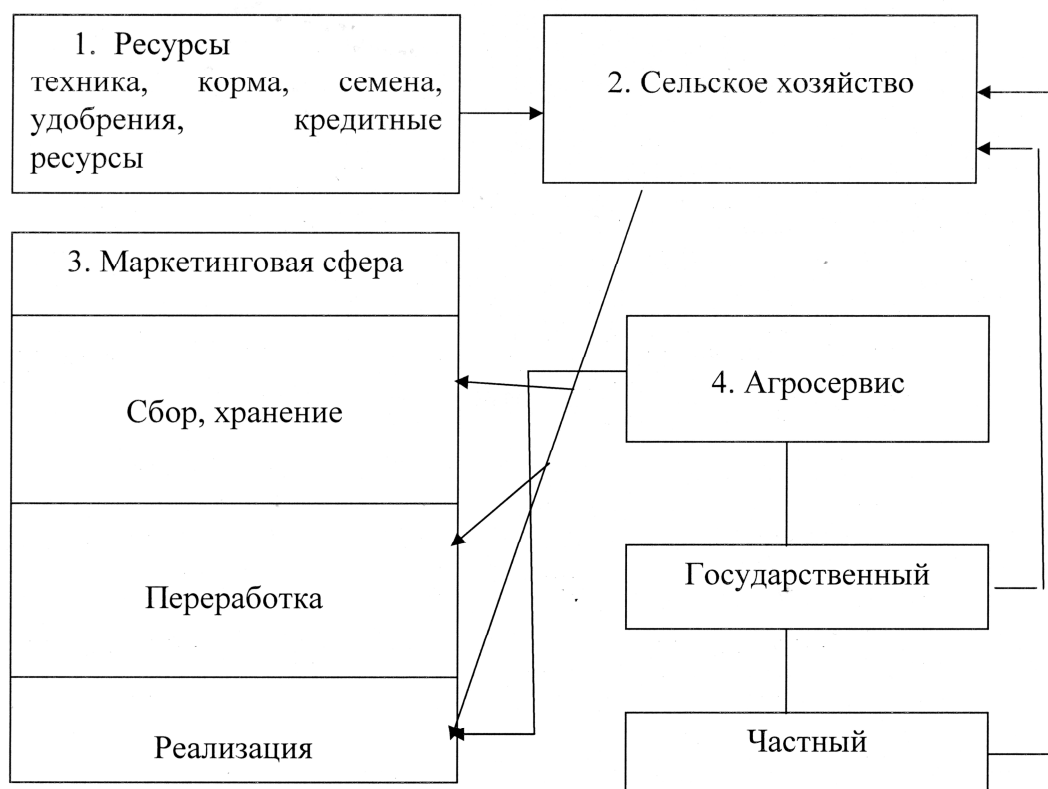 1. Ресурсы
техника, корма, семена,
удобрения, кредитные
ресурсы
2. Сельское хозяйство
3. Маркетинговая сфера
Сбор, хранение
Переработка
Реализация
4. Агросервис
Государственный
Частный